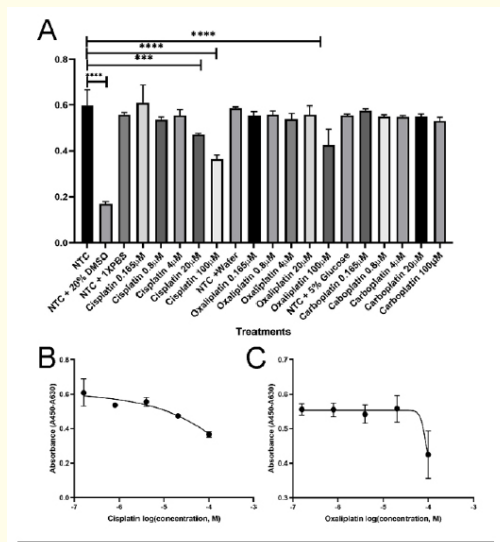 A
****
****
***
****
0.8
0.6
0.4
0.2
0.0
NTC
NTC + 20% DMSO
NTC + 1XPBS
Cisplatin 0.165µM
Cisplatin 0.8µM
Cisplatin 4µM
Cisplatin 20µM
Cisplatin 100µM
NTC +Wafer
Oxaliplatin 0.165µM
Oxaliplatin 0.8µM
Oxaliplatin 4µM
Oxaliplatin 20µM
Oxaliplatin 100µM
NTC + 5% Glucose
Carboplatin 0.165µM
Caboplatin 0.8µM
Carboplatin 4µM
Carboplatin 20µM
Carboplatin 100µM
Treatments
B
Absorbance (A450-A630)
0.8
0.6
0.4
0.2
0.0
-7
-6
-5
-4
-3
Cisplatin log(concentration, M)
C
Absorbance (A450-A630)
0.7
0.6
0.5
0.4
0.3
-7
-6
-5
-4
-3
Oxaliplatin log(concentration, M)